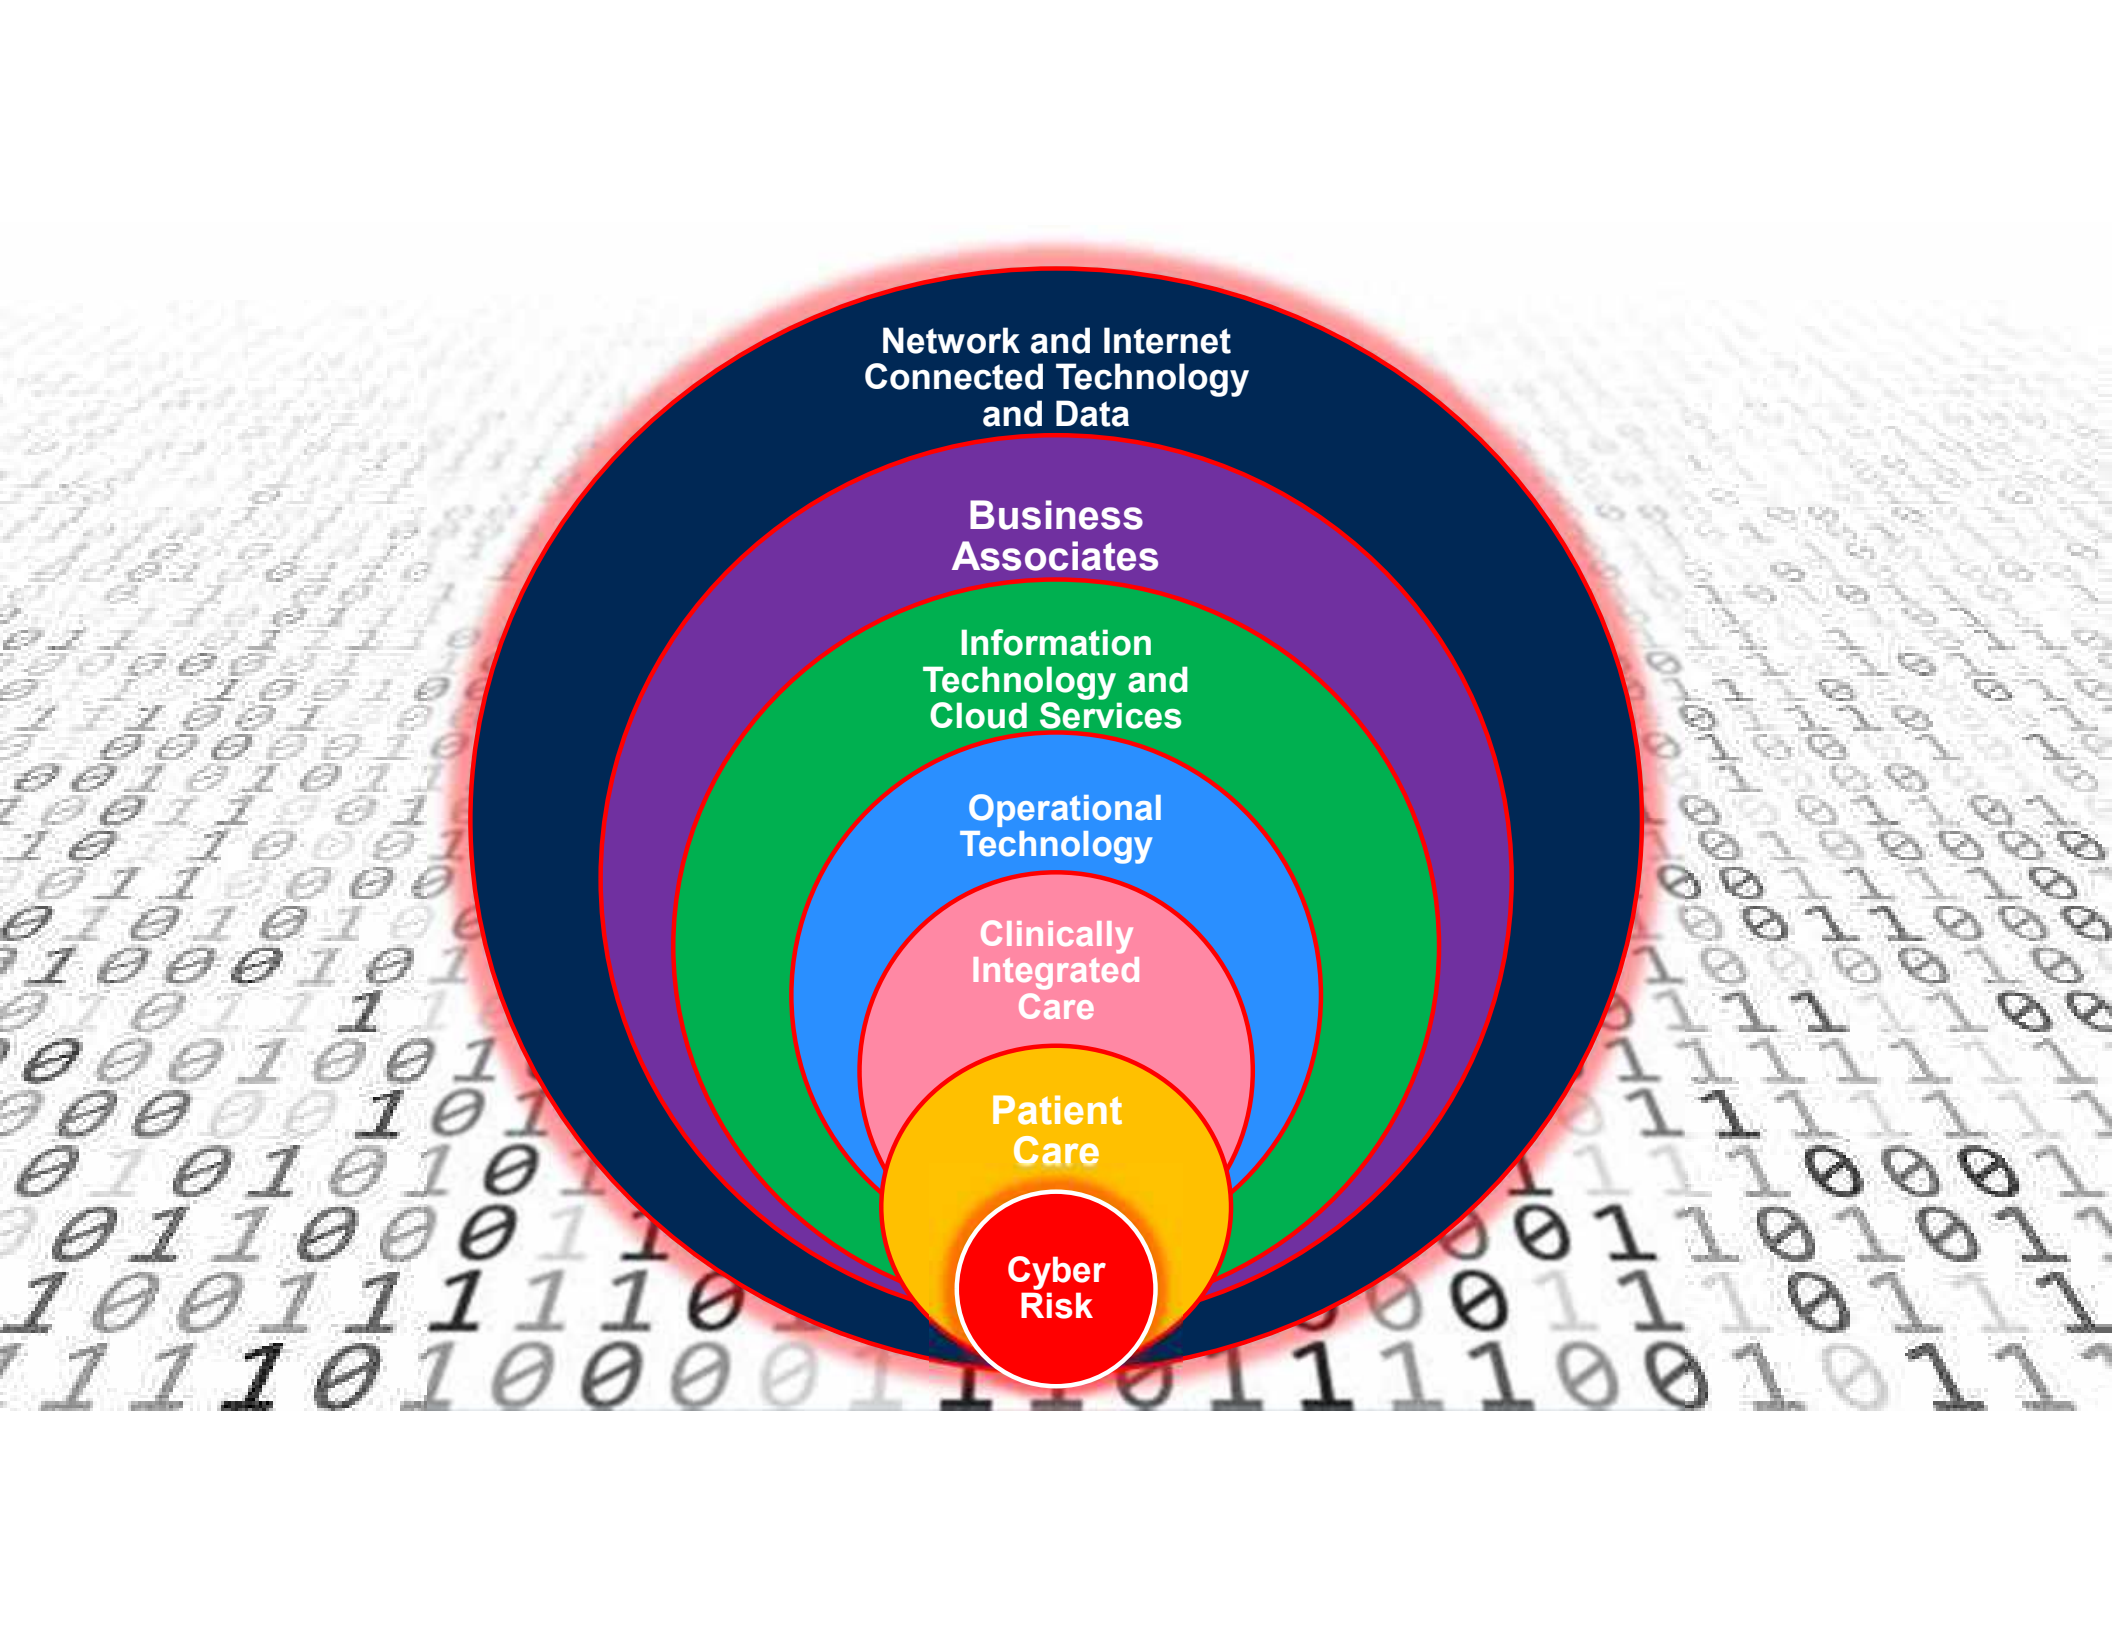 Network and Internet
Connected Technology
and Data
Business
Associates
Information
Technology and
Cloud Services
Operational
Technology
Clinically
Integrated
Care
Patient
Care
Cyber
Risk